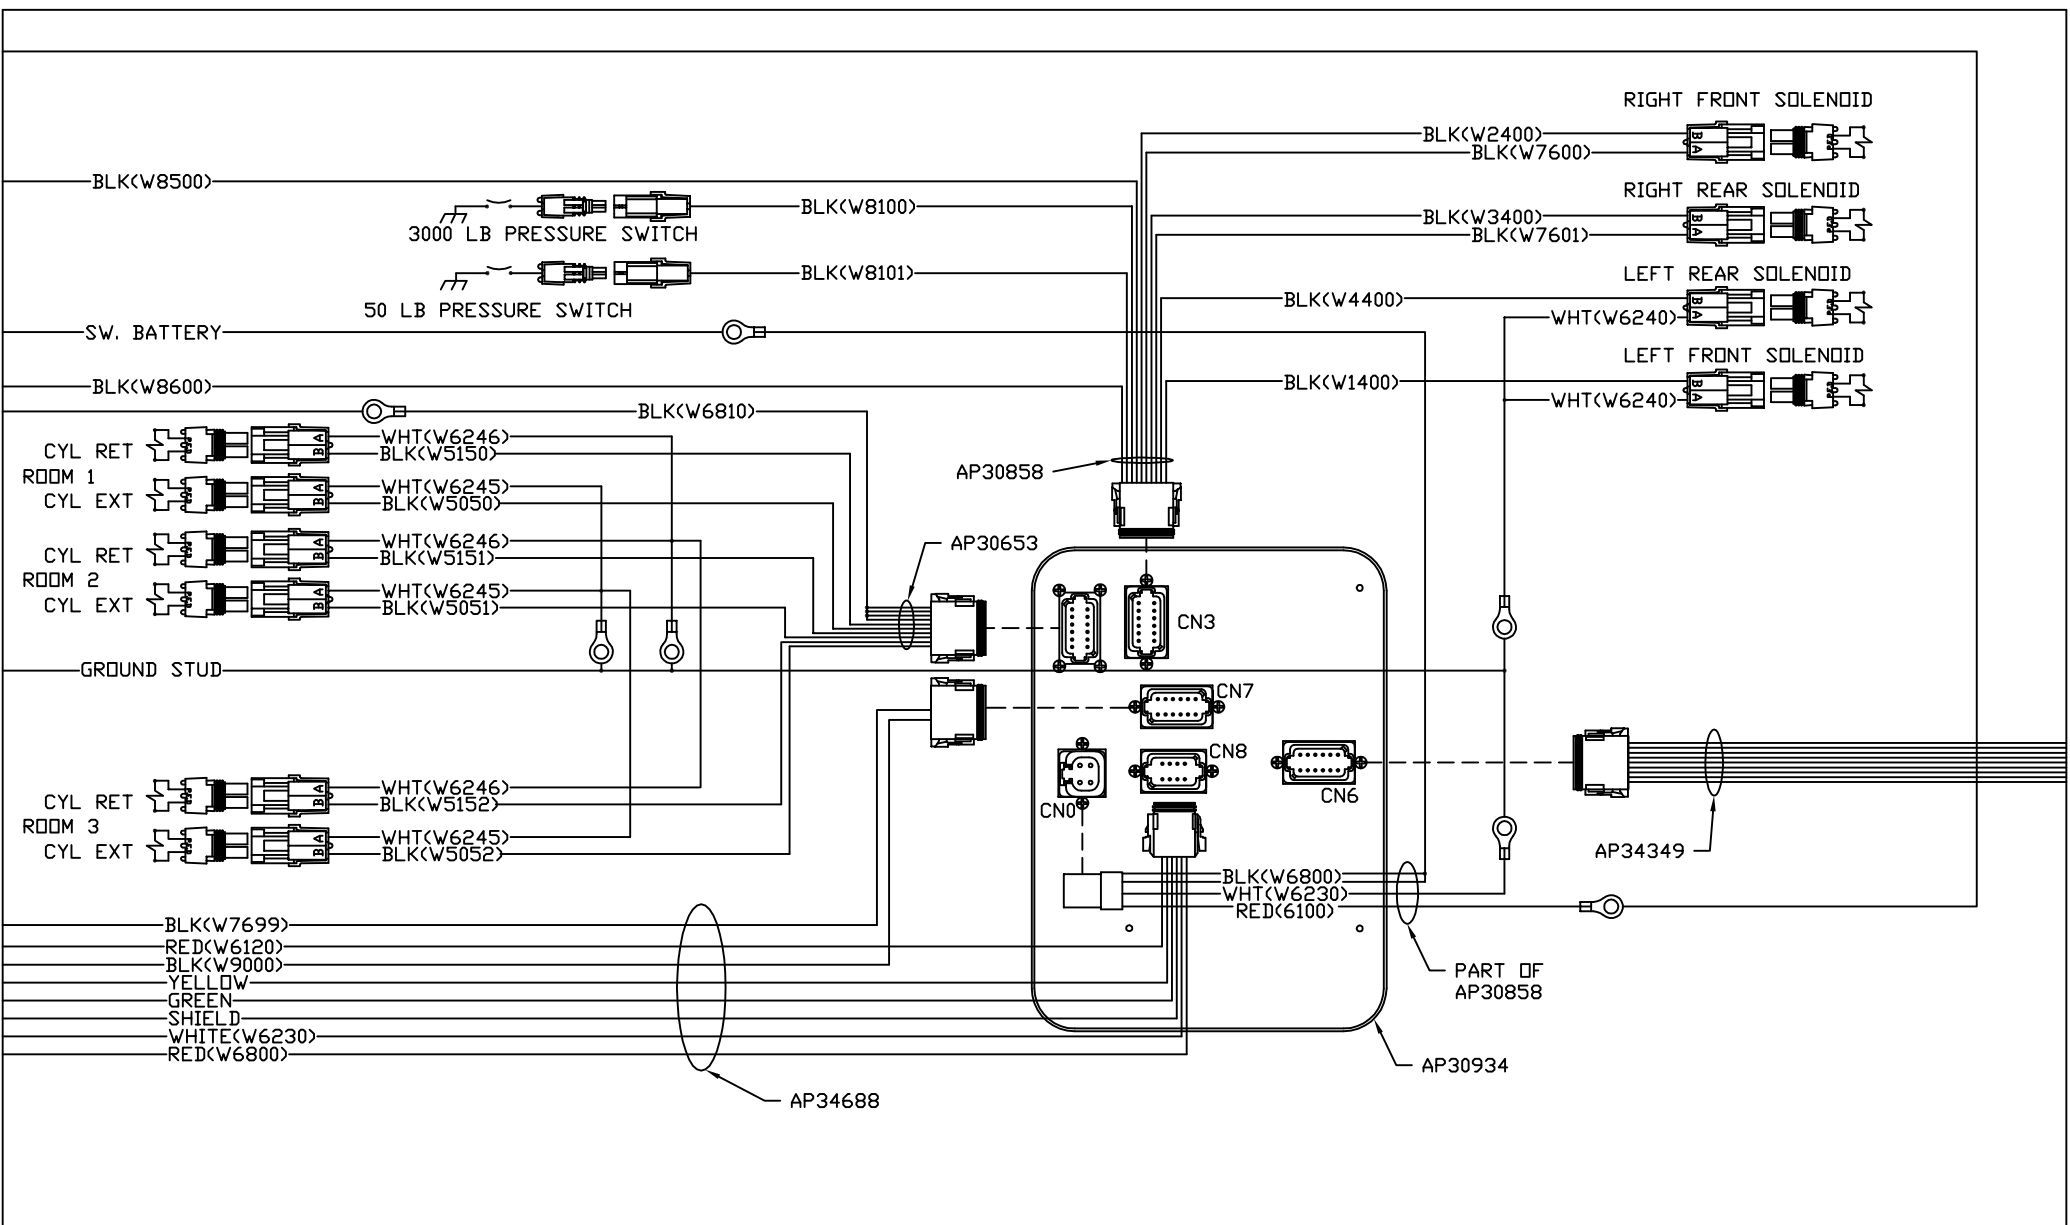 RIGHT FRONT SOLENOID
BLK(W2400)
B
A
BLK(W7600)
BLK(W8500)
RIGHT REAR SOLENOID
BLK(W8100)
BLK(W3400)
B
A
3000 LB PRESSURE SWITCH
BLK(W7601)
BLK(W8101)
LEFT REAR SOLENOID
50 LB PRESSURE SWITCH
BLK(W4400)
B
A
WHT(W6240)
SW. BATTERY
LEFT FRONT SOLENOID
BLK(W8600)
BLK(W1400)
B
A
WHT(W6240)
BLK(W6810)
CYL RET
A
B
WHT(W6246)
BLK(W5150)
ROOM 1
AP30858
CYL EXT
A
B
WHT(W6245)
BLK(W5050)
CYL RET
A
B
WHT(W6246)
BLK(W5151)
AP30653
ROOM 2
CYL EXT
A
B
WHT(W6245)
BLK(W5051)
CN3
GROUND STUD
CN7
CN8
CN6
CN0
CYL RET
A
B
WHT(W6246)
BLK(W5152)
ROOM 3
CYL EXT
A
B
WHT(W6245)
BLK(W5052)
AP34349
BLK(W6800)
WHT(W6230)
RED(6100)
BLK(W7699)
RED(W6120)
BLK(W9000)
YELLOW
GREEN
SHIELD
WHITE(W6230)
RED(W6800)
PART OF
AP30858
AP30934
AP34688